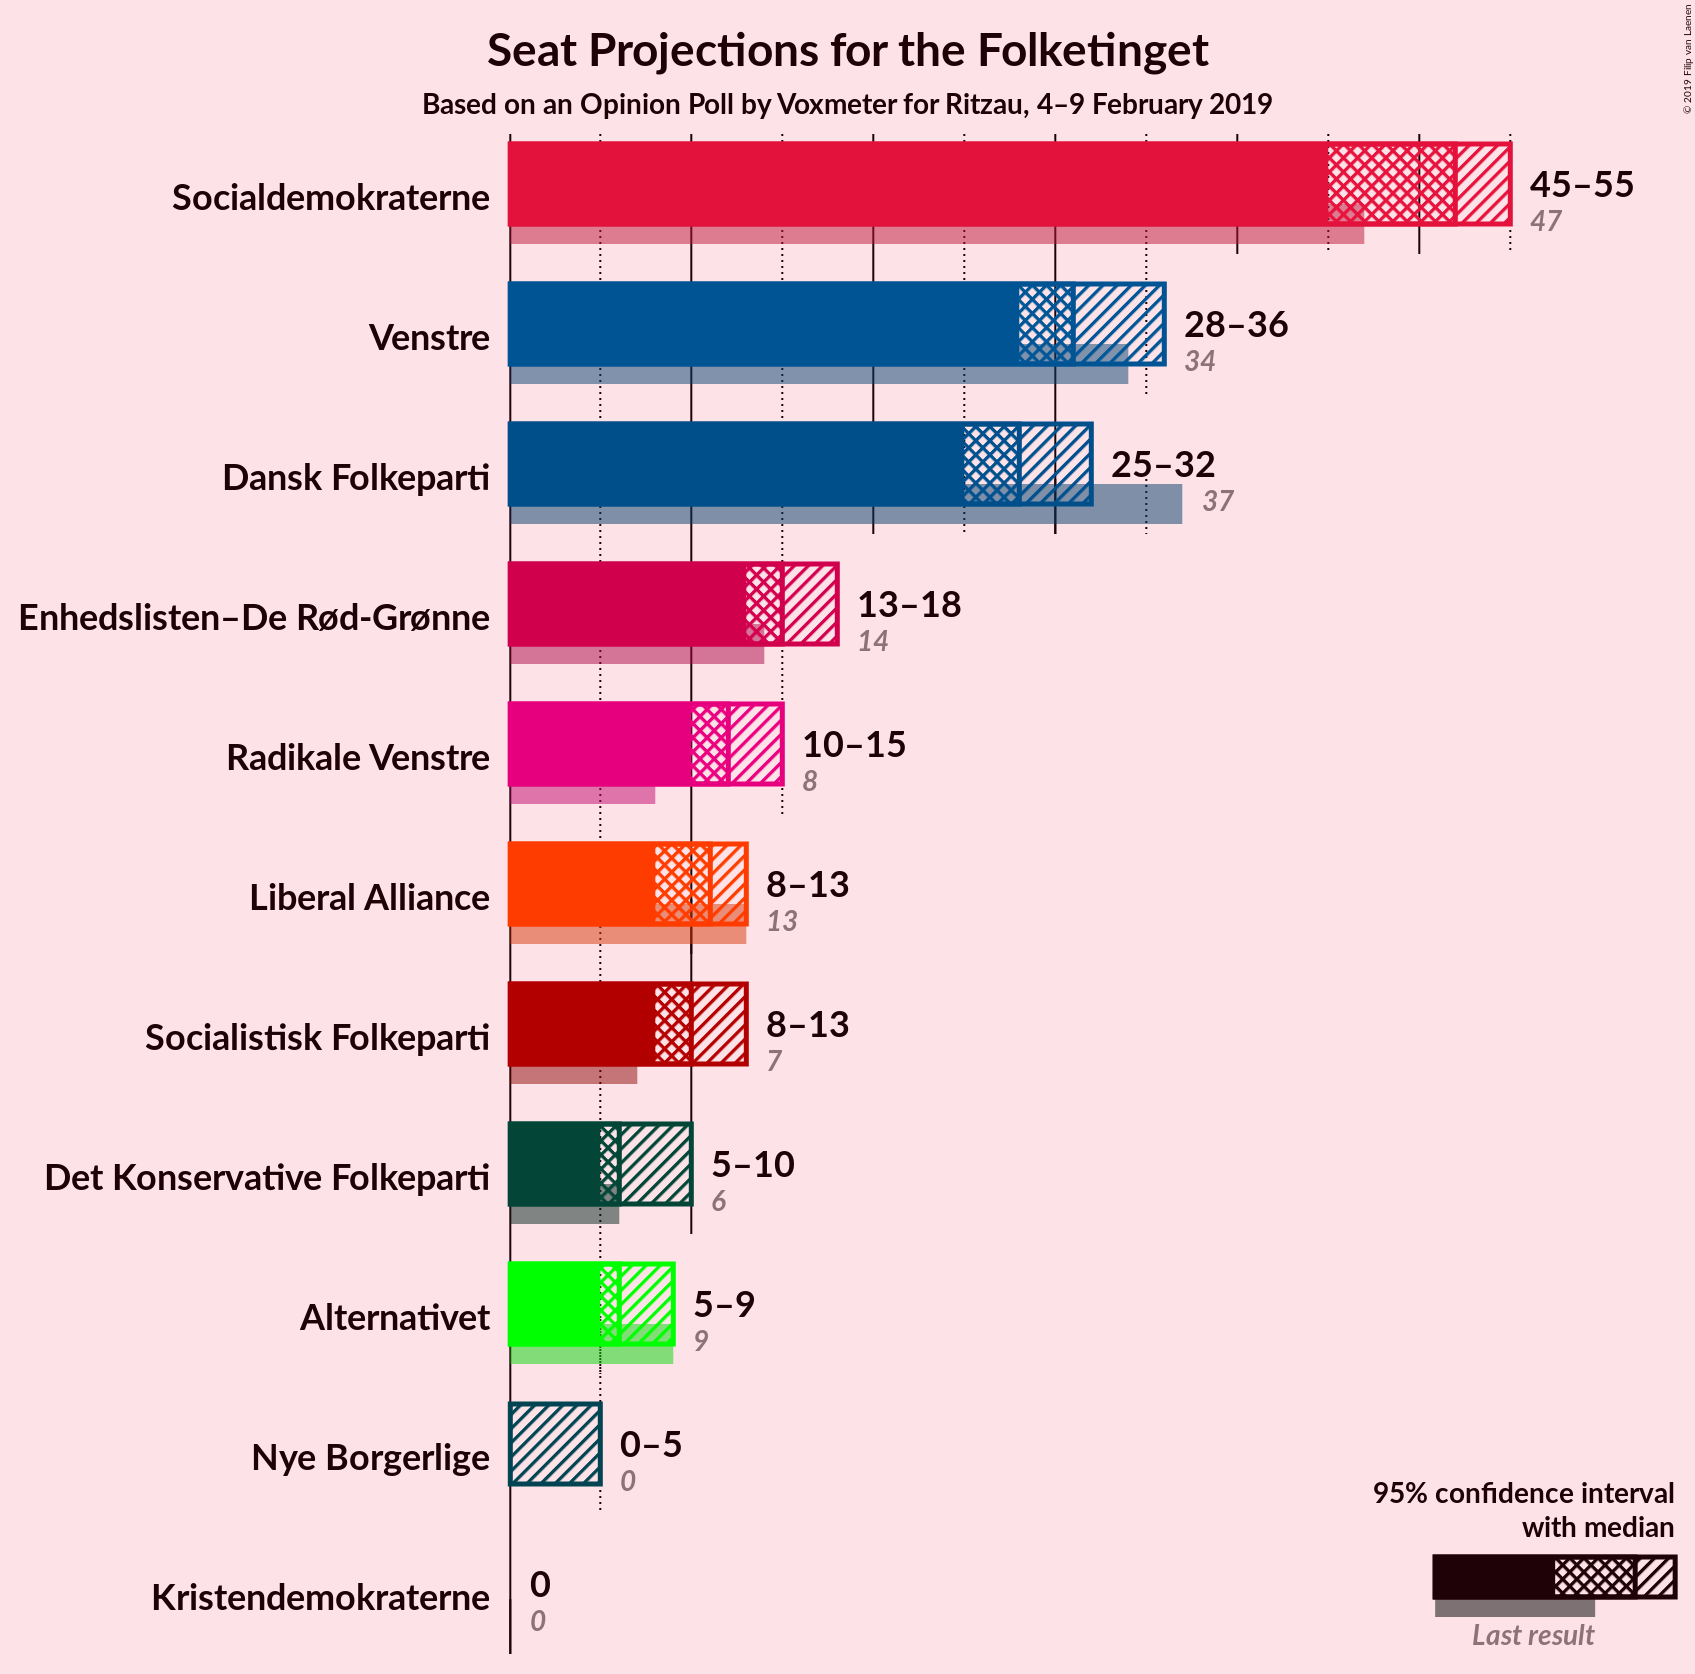 Seat Projections for the Folketinget
Based on an Opinion Poll by Voxmeter for Ritzau, 4–9 February 2019
© 2019 Filip van Laenen
Socialdemokraterne
45–55
47
Venstre
28–36
34
Dansk Folkeparti
25–32
37
Enhedslisten–De Rød-Grønne
13–18
14
Radikale Venstre
10–15
8
Liberal Alliance
8–13
13
Socialistisk Folkeparti
8–13
7
Det Konservative Folkeparti
5–10
6
Alternativet
5–9
9
Nye Borgerlige
0–5
0
Kristendemokraterne
0
0
95% confidence interval
with median
Last result